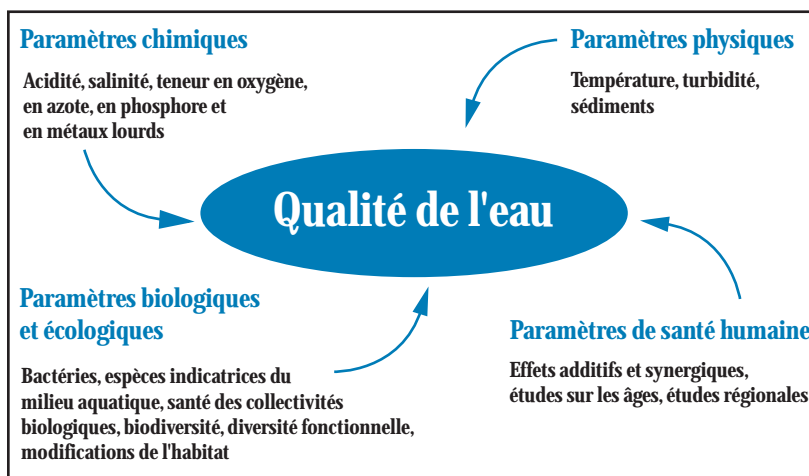 Paramètres chimiques
Acidité, salinité, teneur en oxygène,
en azote, en phosphore et
en métaux lourds
Paramètres physiques
Température, turbidité,
sédiments
Qualité de l'eau
Paramètres biologiques
et écologiques
Bactéries, espèces indicatrices du
milieu aquatique, santé des collectivités
biologiques, biodiversité, diversité fonctionnelle,
modifications de l'habitat
Paramètres de santé humaine
Effets additifs et synergiques,
études sur les âges, études régionales